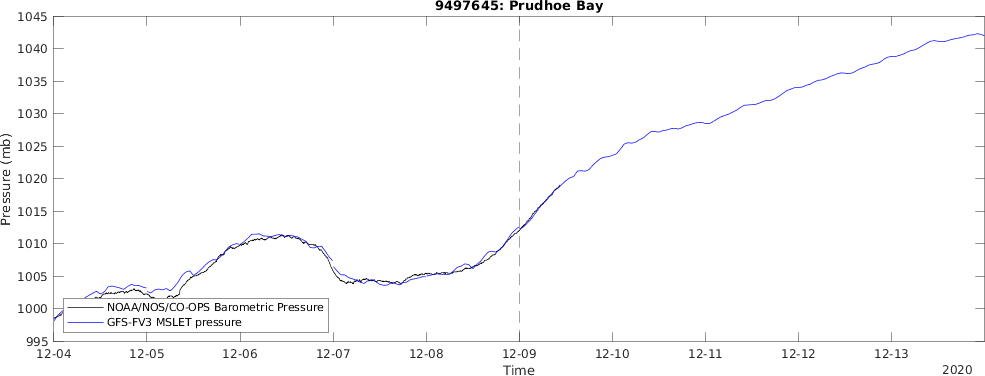 9497645: Prudhoe Bay
Pressure (mb)
1045
1040
1035
1030
1025
1020
1015
1010
1005
1000
995
NOAA/NOS/CO-OPS Barometric Pressure
GFS-FV3 MSLET pressure
12-04 12-05 12-06 12-07 12-08 12-09 12-10 12-11 12-12 12-13
Time
2020